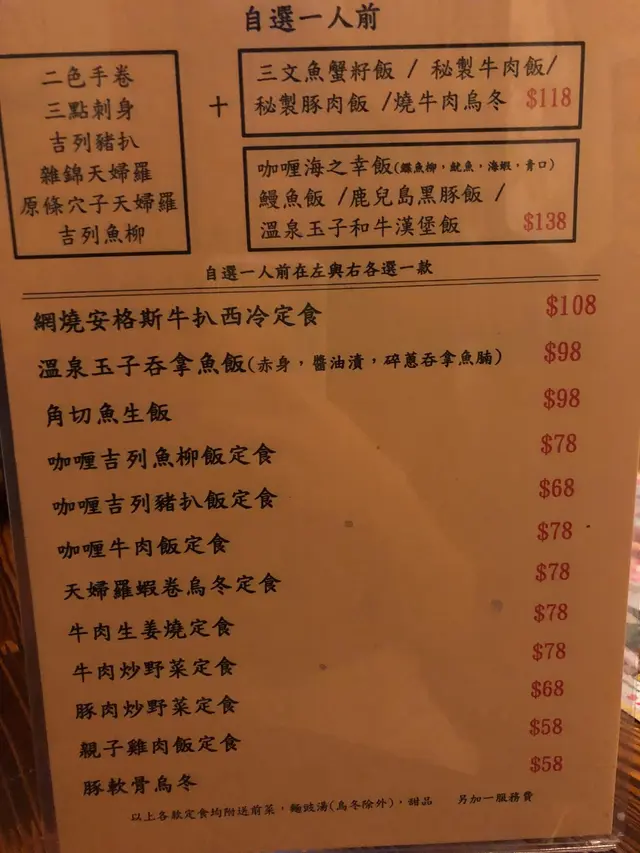 自選一人前
二色手卷
三點刺身
吉列豬扒
雜錦天婦羅
原條穴子天婦羅
吉列魚柳
+
三文魚蟹籽飯 / 秘製牛肉飯/
秘製豚肉飯 /燒牛肉烏冬 $118
咖喱海之幸飯(鰈魚柳，魷魚，海蝦，青口)
鰻魚飯 /鹿兒島黑豚飯 /
溫泉玉子和牛漢堡飯 $138
自選一人前在左與右各選一款
網燒安格斯牛扒西冷定食 $108
溫泉玉子吞拿魚飯(赤身，醬油漬，碎蔥吞拿魚腩) $98
角切魚生飯 $98
咖喱吉列魚柳飯定食 $78
咖喱吉列豬扒飯定食 $68
咖喱牛肉飯定食 $78
天婦羅蝦卷烏冬定食 $78
牛肉生姜燒定食 $78
牛肉炒野菜定食 $78
豚肉炒野菜定食 $68
親子雞肉飯定食 $58
豚軟骨烏冬 $58
以上各款定食均附送前菜，麵豉湯(烏冬除外)，甜品 另加一服務費